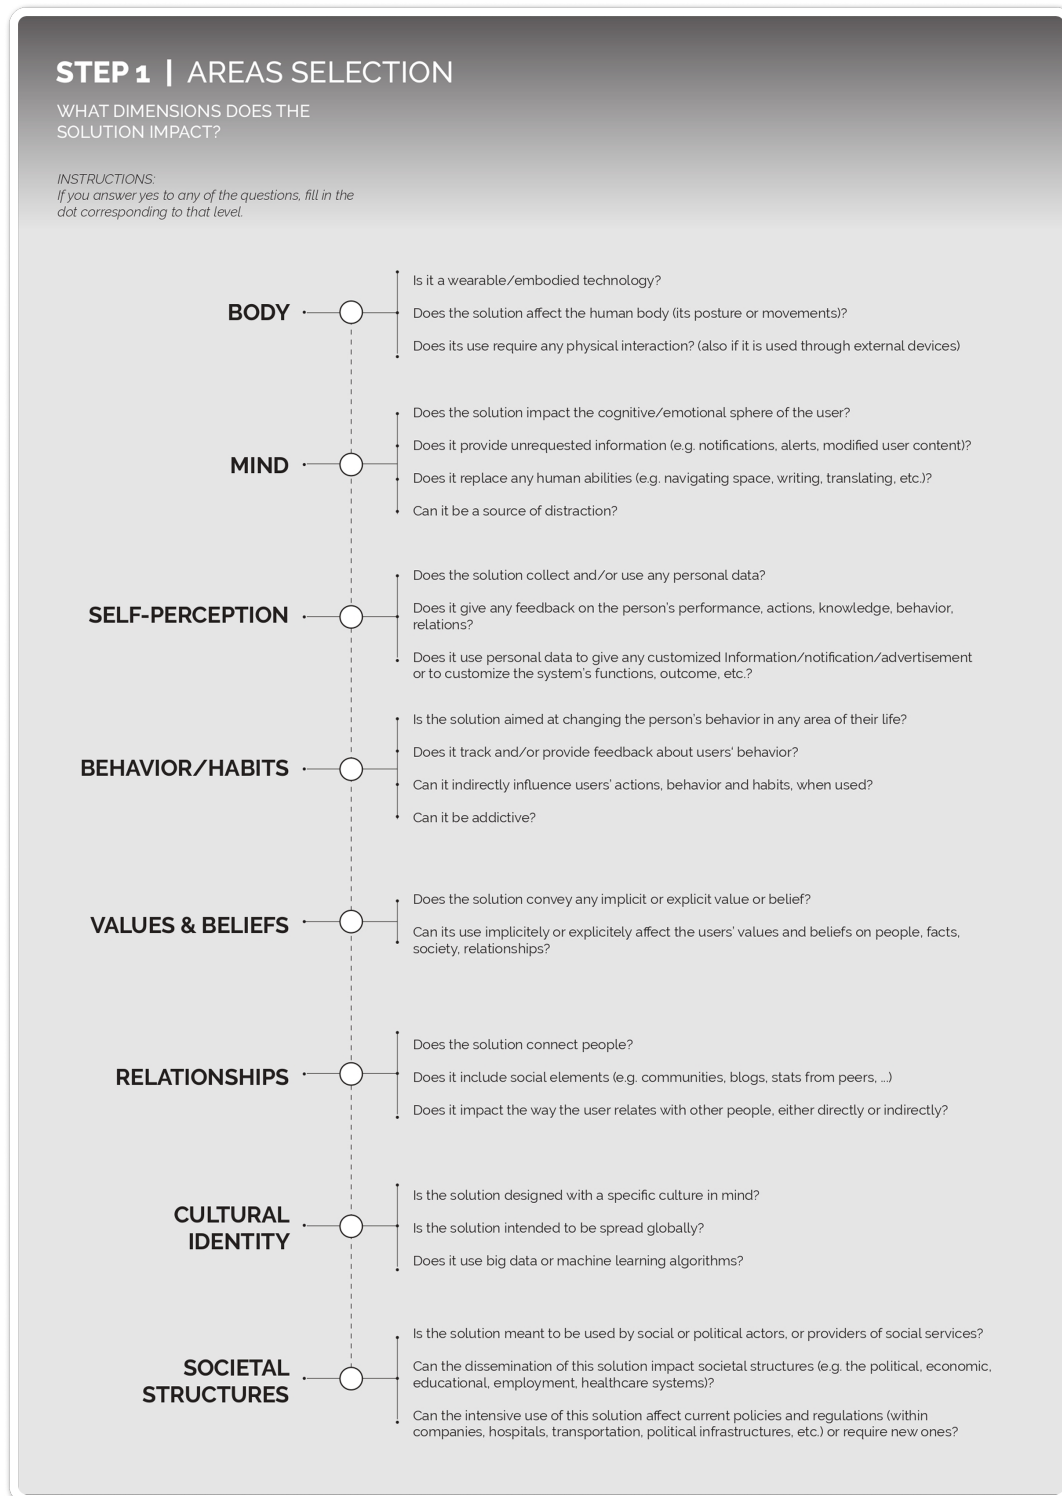 STEP 1 | AREAS SELECTION
WHAT DIMENSIONS DOES THE
SOLUTION IMPACT?
INSTRUCTIONS:
If you answer yes to any of the questions, fill in the
dot corresponding to that level.
BODY
Is it a wearable/embodied technology?
Does the solution affect the human body (its posture or movements)?
Does its use require any physical interaction? (also if it is used through external devices)
MIND
Does the solution impact the cognitive/emotional sphere of the user?
Does it provide unrequested information (e.g. notifications, alerts, modified user content)?
Does it replace any human abilities (e.g. navigating space, writing, translating, etc.)?
Can it be a source of distraction?
SELF-PERCEPTION
Does the solution collect and/or use any personal data?
Does it give any feedback on the person's performance, actions, knowledge, behavior,
relations?
Does it use personal data to give any customized Information/notification/advertisement
or to customize the system's functions, outcome, etc.?
BEHAVIOR/HABITS
Is the solution aimed at changing the person's behavior in any area of their life?
Does it track and/or provide feedback about users' behavior?
Can it indirectly influence users' actions, behavior and habits, when used?
Can it be addictive?
VALUES & BELIEFS
Does the solution convey any implicit or explicit value or belief?
Can its use implicitely or explicitely affect the users' values and beliefs on people, facts,
society, relationships?
RELATIONSHIPS
Does the solution connect people?
Does it include social elements (e.g. communities, blogs, stats from peers, ...)
Does it impact the way the user relates with other people, either directly or indirectly?
CULTURAL
IDENTITY
Is the solution designed with a specific culture in mind?
Is the solution intended to be spread globally?
Does it use big data or machine learning algorithms?
SOCIETAL
STRUCTURES
Is the solution meant to be used by social or political actors, or providers of social services?
Can the dissemination of this solution impact societal structures (e.g. the political, economic,
educational, employment, healthcare systems)?
Can the intensive use of this solution affect current policies and regulations (within
companies, hospitals, transportation, political infrastructures, etc.) or require new ones?